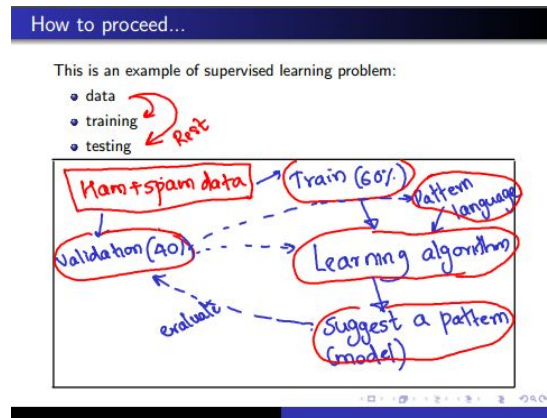 How to proceed...
This is an example of supervised learning problem:
data
training
testing
Rest
Ham+spam data
Train (60%)
Pattern
language
Validation (40%)
Learning algorithm
evaluate
Suggest a pattern
(model)